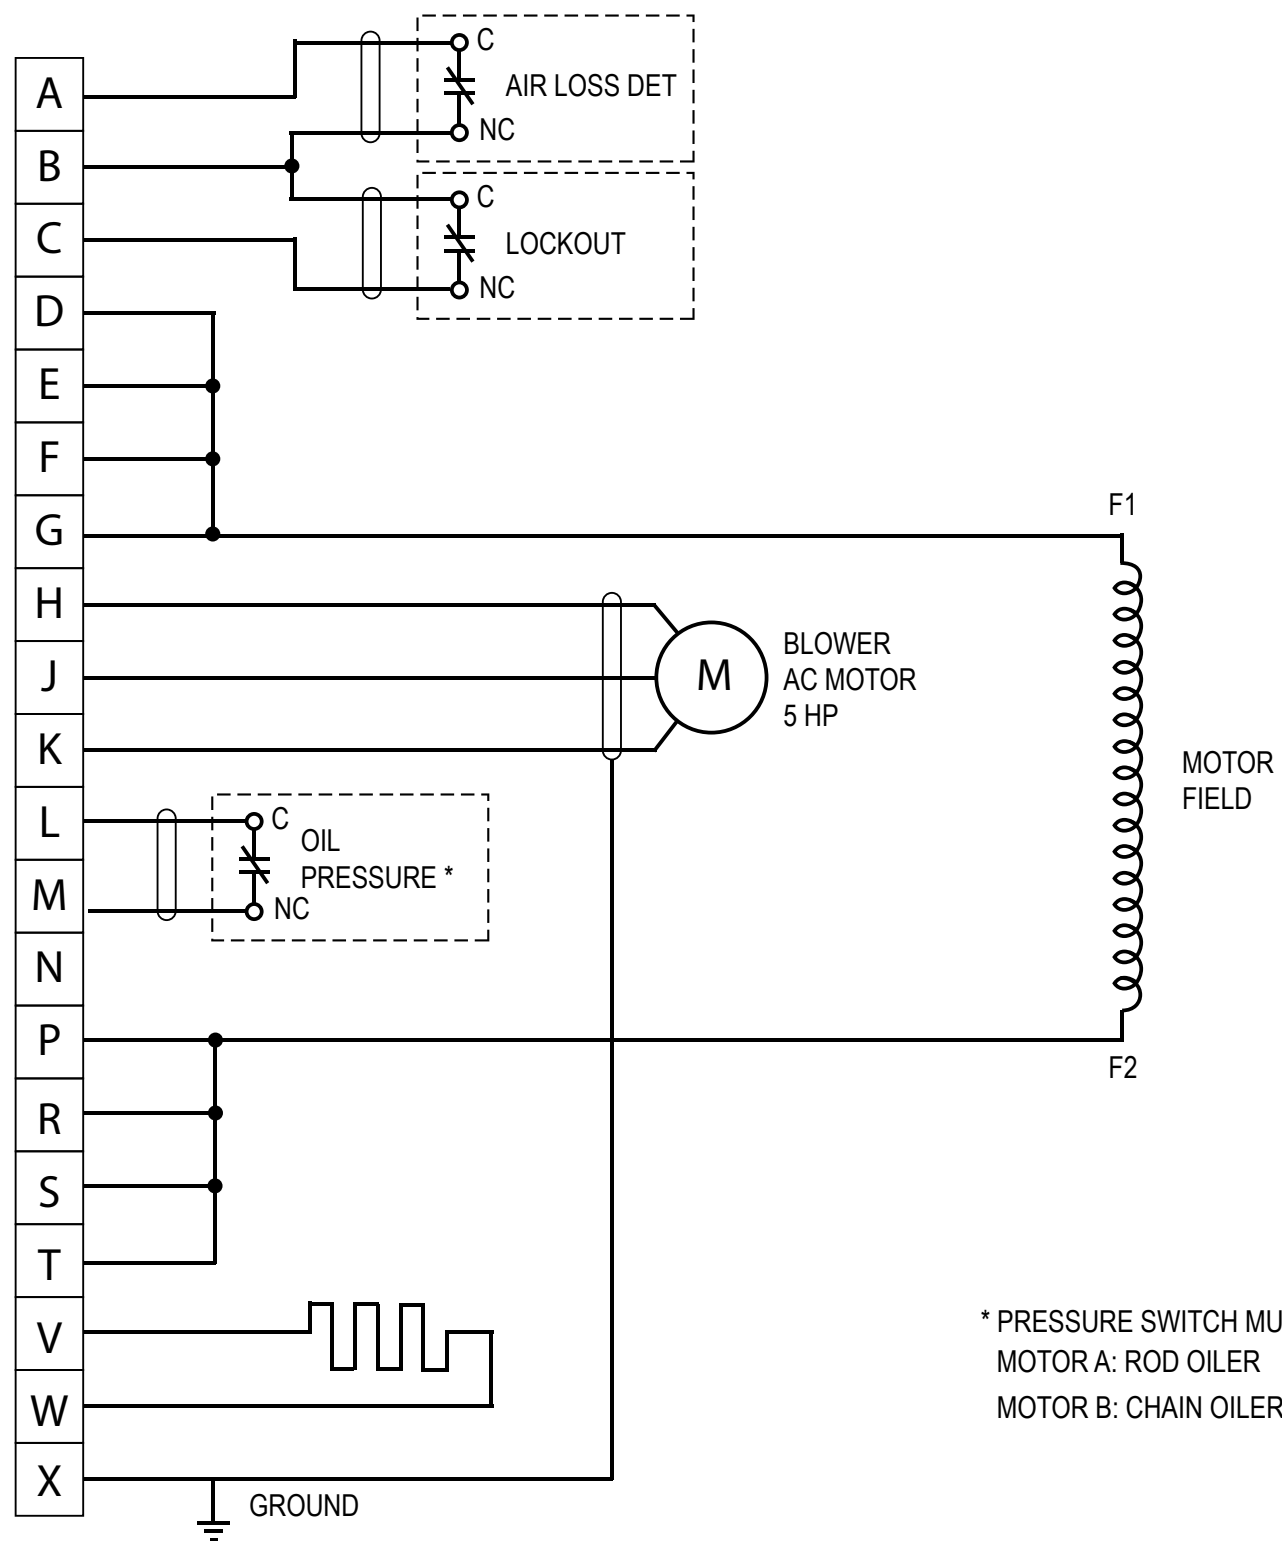 A
B
C
D
E
F
G
H
J
K
L
M
N
P
R
S
T
V
W
X
C
AIR LOSS DET
NC
C
LOCKOUT
NC
F1
M
BLOWER
AC MOTOR
5 HP
MOTOR
FIELD
C
OIL
PRESSURE *
NC
F2
* PRESSURE SWITCH MU
MOTOR A: ROD OILER
MOTOR B: CHAIN OILER
GROUND